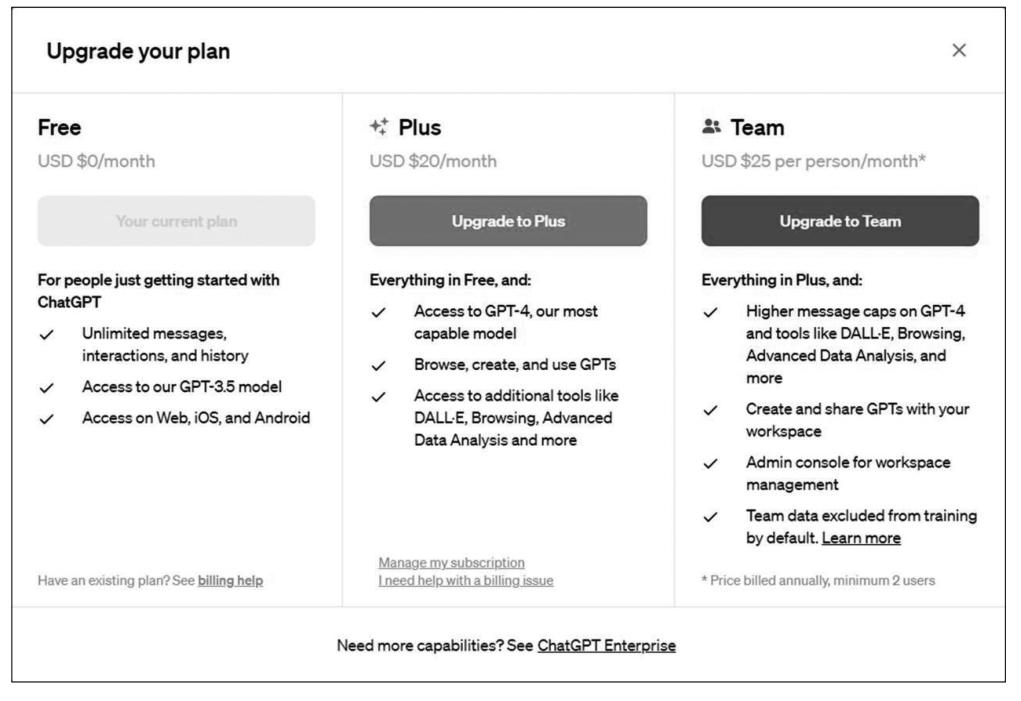 Upgrade your plan
Free
USD $0/month
Your current plan
For people just getting started with
ChatGPT
Unlimited messages,
interactions, and history
Access to our GPT-3.5 model
Access on Web, iOS, and Android
Have an existing plan? See billing help
Plus
USD $20/month
Upgrade to Plus
Everything in Free, and:
Access to GPT-4, our most
capable model
Browse, create, and use GPTs
Access to additional tools like
DALL·E, Browsing, Advanced
Data Analysis and more
Manage my subscription
I need help with a billing issue
Team
USD $25 per person/month*
Upgrade to Team
Everything in Plus, and:
Higher message caps on GPT-4
and tools like DALL·E, Browsing,
Advanced Data Analysis, and
more
Create and share GPTs with your
workspace
Admin console for workspace
management
Team data excluded from training
by default. Learn more
* Price billed annually, minimum 2 users
Need more capabilities? See ChatGPT Enterprise